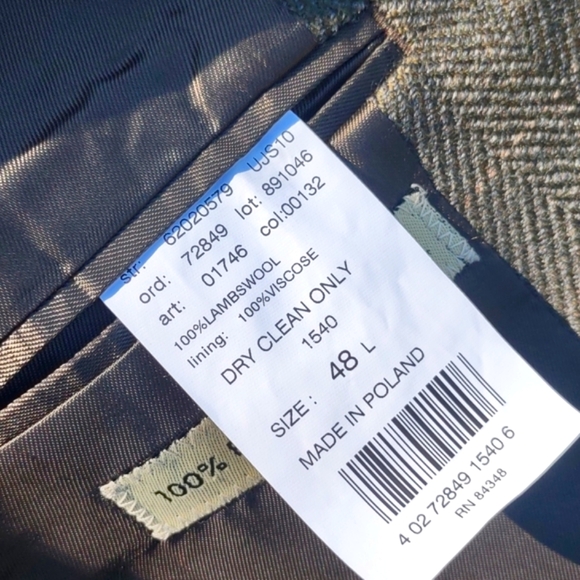 str: 62020579 UJS10
ord: 72849 lot: 891046
art: 01746 col:00132
100%LAMBSWOOL
lining: 100%VISCOSE
DRY CLEAN ONLY
1540
SIZE: 48 L
MADE IN POLAND
4 02 72849 1540 6
RN 84348
100%